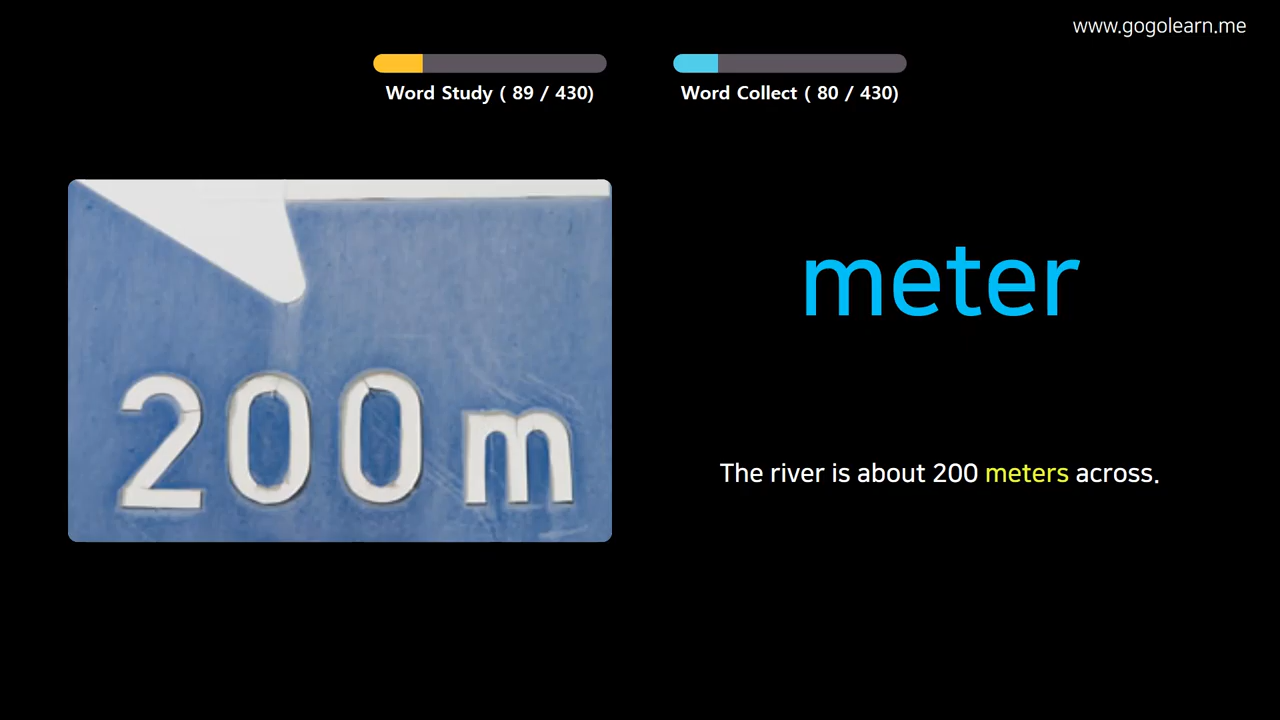 www.gogolearn.me
Word Study ( 89 / 430)
Word Collect ( 80 / 430)
200 m
meter
The river is about 200 meters across.